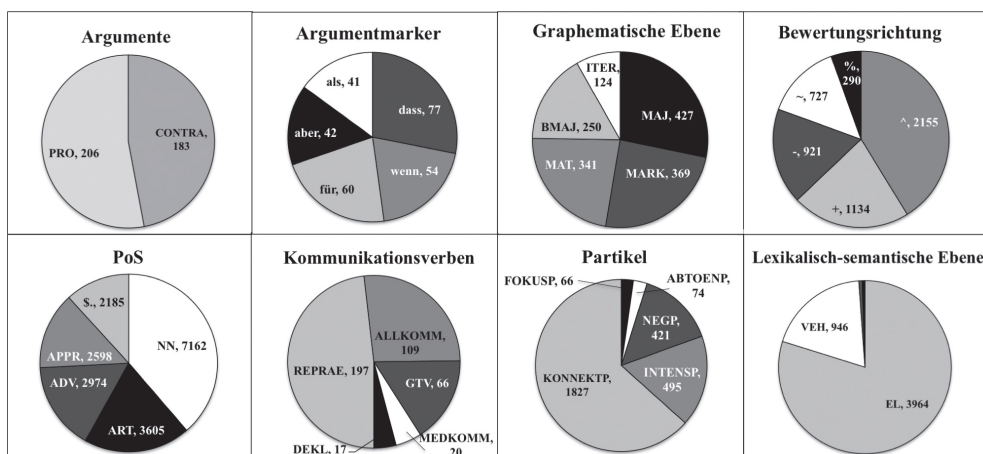 Argumente
PRO, 206
CONTRA,
183
Argumentmarker
als, 41
dass, 77
aber, 42
wenn, 54
für, 60
Graphematische Ebene
ITER,
124
MAJ, 427
BMAJ, 250
MAT, 341
MARK, 369
Bewertungsrichtung
%,
290
~, 727
^, 2155
-, 921
+, 1134
PoS
$., 2185
NN, 7162
APPR, 2598
ADV, 2974
ART, 3605
Kommunikationsverben
ALLKOMM,
109
REPRAE, 197
GTV, 66
DEKL, 17
MEDKOMM,
20
Partikel
FOKUSP, 66
ABTOENP,
74
NEGP,
421
INTENSP,
495
KONNEKTP,
1827
Lexikalisch-semantische Ebene
VEH, 946
EL, 3964